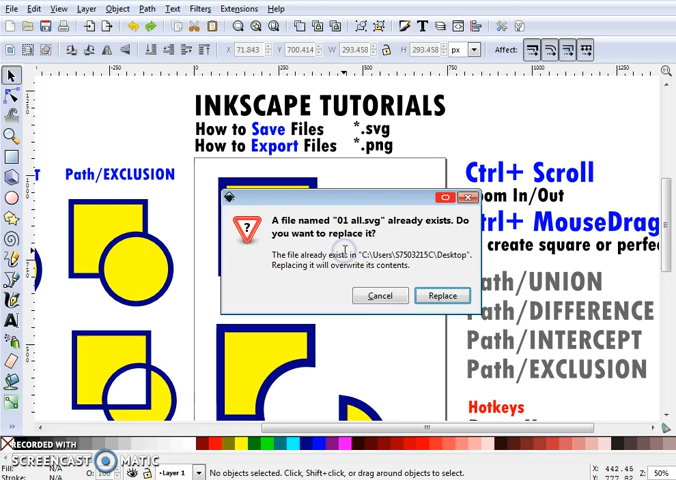 File Edit View Layer Object Path Text Filters Extensions Help
X: 71.843 Y: 700.414 W: 293.458 H: 293.458 px Affect:
-250 1000 1250
INKSCAPE TUTORIALS
How to Save Files *.svg
How to Export Files *.png
T Path/EXCLUSION
Ctrl+ Scroll
oom In/Out
trl+ MouseDrag
create square or perfe
A file named "01 all.svg" already exists. Do
you want to replace it?
The file already exists in "C:\Users\S7503215C\Desktop".
Replacing it will overwrite its contents.
Cancel Replace
ath/UNION
Path/DIFFERENCE
Path/INTERCEPT
Path/EXCLUSION
Hotkeys
RECORDED WITH
SCREENCAST MATIC
Fill: N/A O: 100 Layer 1 No objects selected. Click, Shift+click, or drag around objects to select. X: 442.45 Z: 50%
N/A Y: 777.82